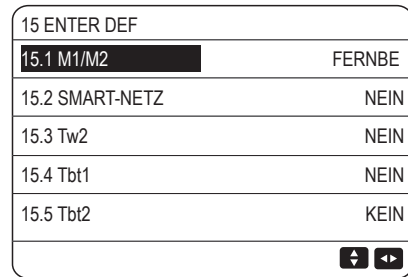 15 ENTER DEF
15.1 M1/M2 FERNBE
15.2 SMART-NETZ NEIN
15.3 Tw2 NEIN
15.4 Tbt1 NEIN
15.5 Tbt2 KEIN